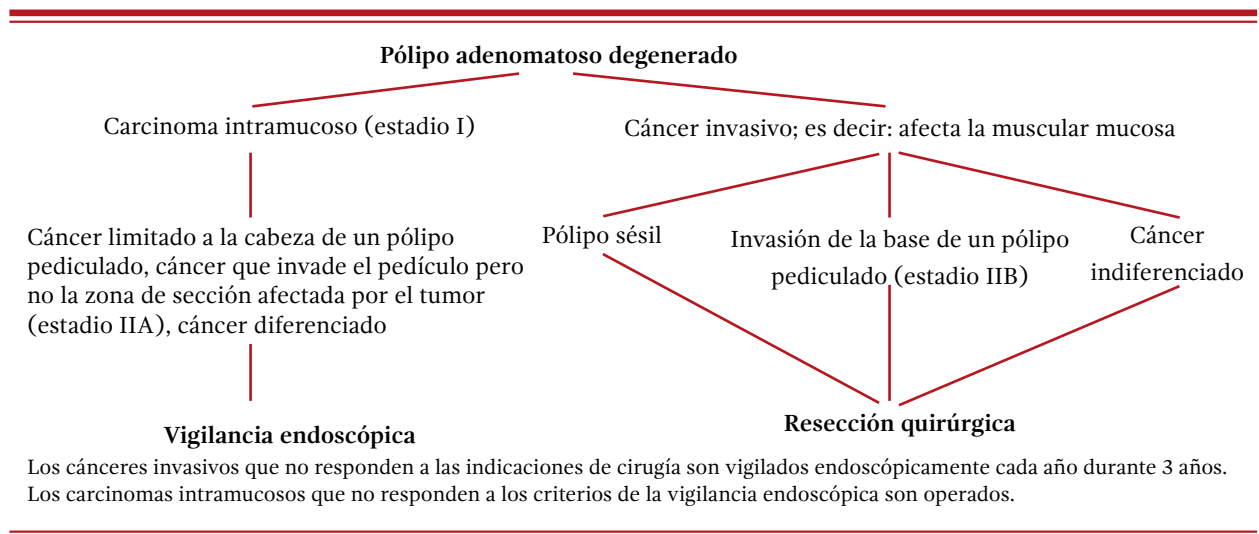 Pólipo adenomatoso degenerado
Carcinoma intramucoso (estadio I)
Cáncer invasivo; es decir: afecta la muscular mucosa
Cáncer limitado a la cabeza de un pólipo
pediculado, cáncer que invade el pedículo pero
no la zona de sección afectada por el tumor
(estadio IIA), cáncer diferenciado
Pólipo sésil
Invasión de la base de un pólipo
pediculado (estadio IIB)
Cáncer
indiferenciado
Vigilancia endoscópica
Resección quirúrgica
Los cánceres invasivos que no responden a las indicaciones de cirugía son vigilados endoscópicamente cada año durante 3 años.
Los carcinomas intramucosos que no responden a los criterios de la vigilancia endoscópica son operados.